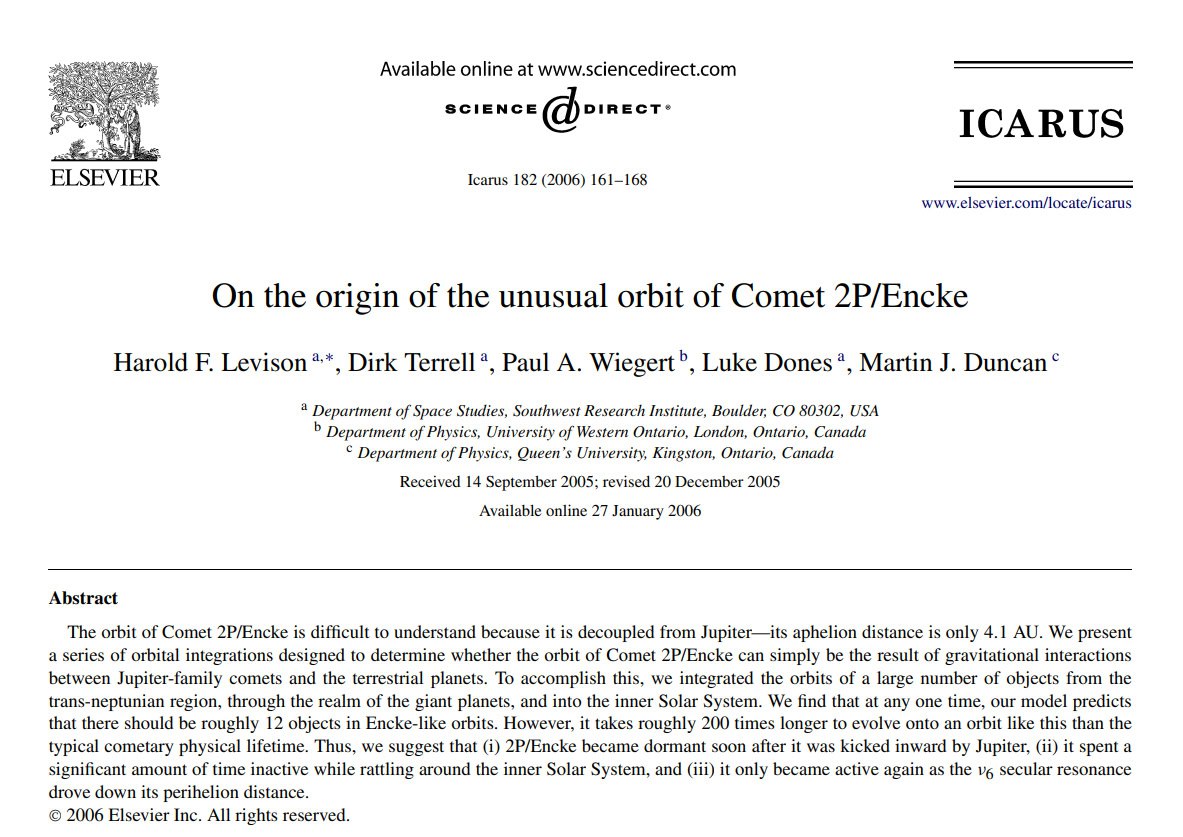 Available online at www.sciencedirect.com
SCIENCE @ DIRECT®
ELSEVIER
ICARUS
Icarus 182 (2006) 161–168
www.elsevier.com/locate/icarus
On the origin of the unusual orbit of Comet 2P/Encke
Harold F. Levison a,*, Dirk Terrell a, Paul A. Wiegert b, Luke Dones a, Martin J. Duncan c
a Department of Space Studies, Southwest Research Institute, Boulder, CO 80302, USA
b Department of Physics, University of Western Ontario, London, Ontario, Canada
c Department of Physics, Queen's University, Kingston, Ontario, Canada
Received 14 September 2005; revised 20 December 2005
Available online 27 January 2006
Abstract
The orbit of Comet 2P/Encke is difficult to understand because it is decoupled from Jupiter—its aphelion distance is only 4.1 AU. We present
a series of orbital integrations designed to determine whether the orbit of Comet 2P/Encke can simply be the result of gravitational interactions
between Jupiter-family comets and the terrestrial planets. To accomplish this, we integrated the orbits of a large number of objects from the
trans-neptunian region, through the realm of the giant planets, and into the inner Solar System. We find that at any one time, our model predicts
that there should be roughly 12 objects in Encke-like orbits. However, it takes roughly 200 times longer to evolve onto an orbit like this than the
typical cometary physical lifetime. Thus, we suggest that (i) 2P/Encke became dormant soon after it was kicked inward by Jupiter, (ii) it spent a
significant amount of time inactive while rattling around the inner Solar System, and (iii) it only became active again as the ν6 secular resonance
drove down its perihelion distance.
© 2006 Elsevier Inc. All rights reserved.